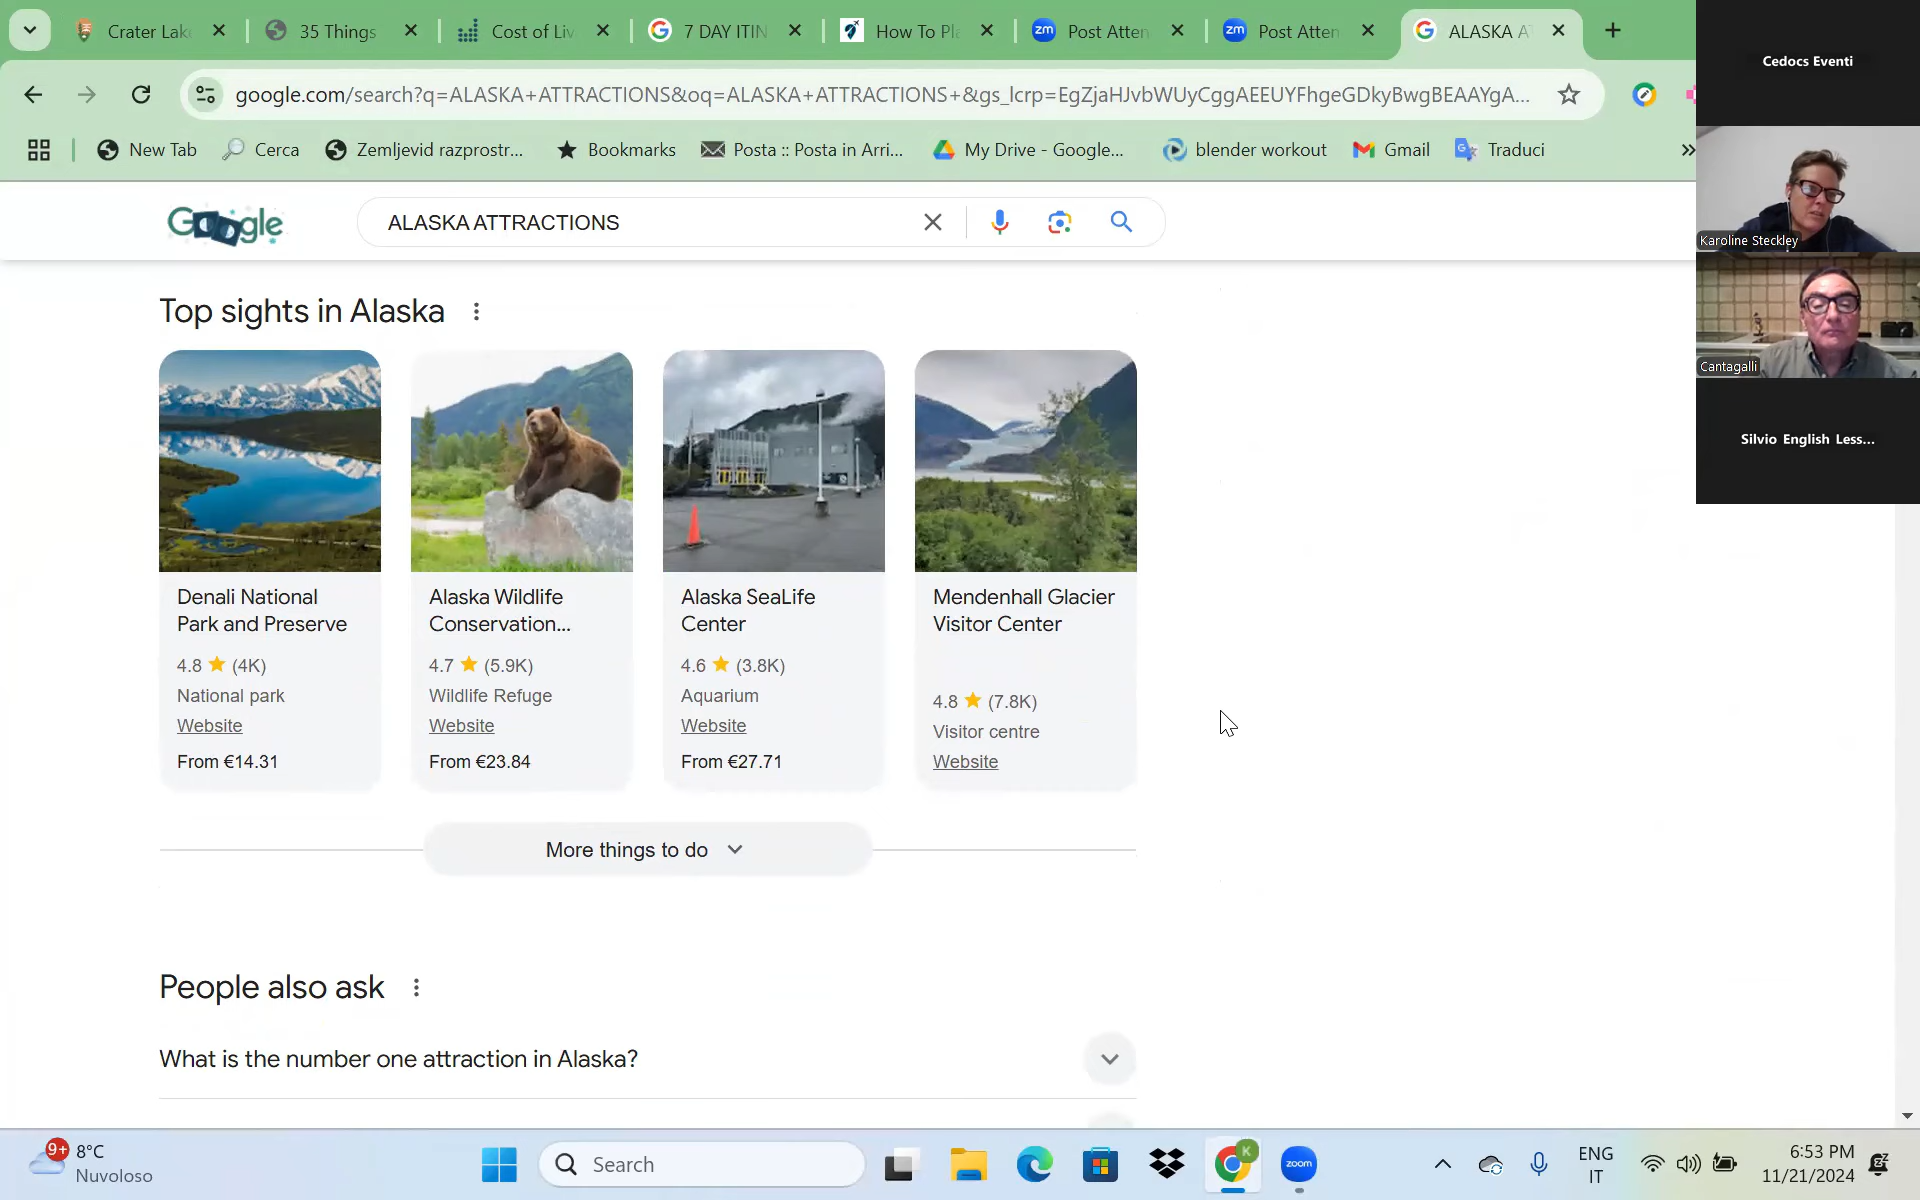 Crater Lak
35 Things
Cost of Liv
7 DAY ITIN
How To Pla
zm
Post Atten
zm
Post Atten
ALASKA A
google.com/search?q=ALASKA+ATTRACTIONS&oq=ALASKA+ATTRACTIONS+&gs_lcrp=EgZjaHJvbWUyCggAEEUYFhgeGDkyBwgBEAAYgA...
New Tab
Cerca
Zemljevid razprostr...
Bookmarks
Posta :: Posta in Arri...
My Drive - Google...
blender workout
Gmail
Traduci
Google
ALASKA ATTRACTIONS
Cedocs Eventi
Karoline Steckley
Cantagalli
Silvio English Less...
Top sights in Alaska
Denali National
Park and Preserve
4.8 ★ (4K)
National park
Website
From €14.31
Alaska Wildlife
Conservation...
4.7 ★ (5.9K)
Wildlife Refuge
Website
From €23.84
Alaska SeaLife
Center
4.6 ★ (3.8K)
Aquarium
Website
From €27.71
Mendenhall Glacier
Visitor Center
4.8 ★ (7.8K)
Visitor centre
Website
More things to do
People also ask
What is the number one attraction in Alaska?
9+
8°C
Nuvoloso
Search
K
zoom
ENG
IT
6:53 PM
11/21/2024